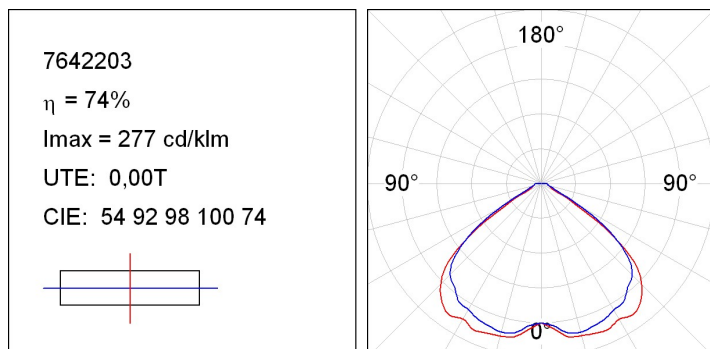 7642203
η = 74%
Imax = 277 cd/klm
UTE: 0,00T
CIE: 54 92 98 100 74
180°
90°
90°
0°